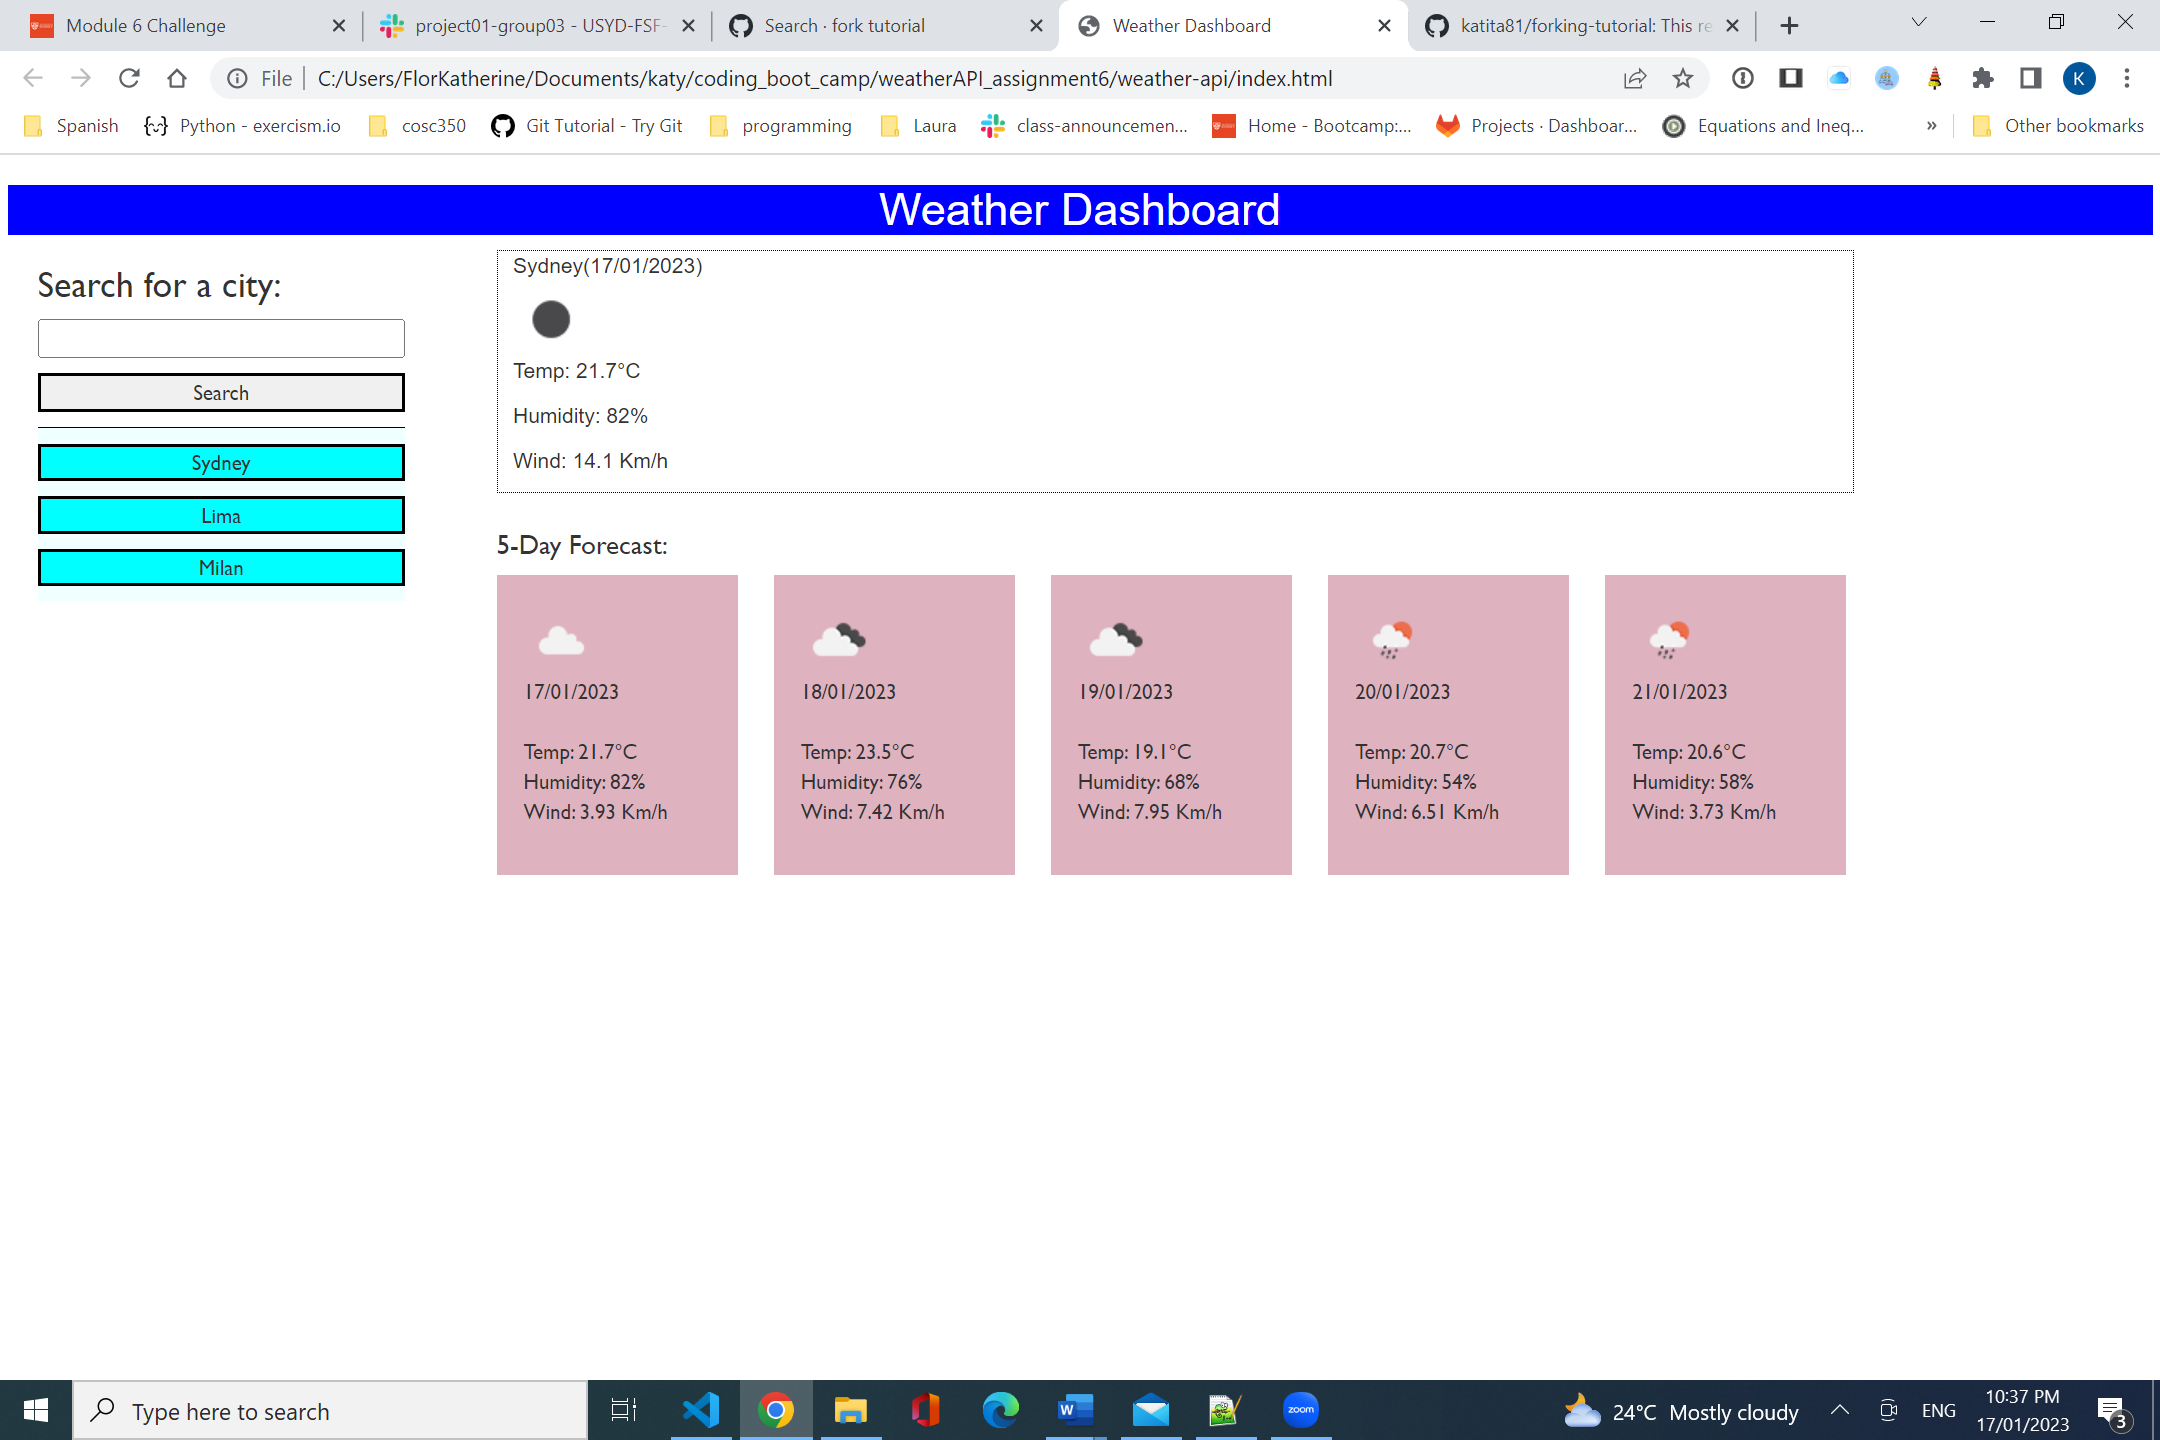 Module 6 Challenge
project01-group03 - USYD-FSF-
Search · fork tutorial
Weather Dashboard
katita81/forking-tutorial: This re
File
C:/Users/FlorKatherine/Documents/katy/coding_boot_camp/weatherAPI_assignment6/weather-api/index.html
K
Spanish
Python - exercism.io
cosc350
Git Tutorial - Try Git
programming
Laura
class-announcemen...
Home - Bootcamp:...
Projects · Dashboar...
Equations and Ineq...
»
Other bookmarks
Weather Dashboard
Search for a city:
Search
Sydney
Lima
Milan
Sydney(17/01/2023)
Temp: 21.7°C
Humidity: 82%
Wind: 14.1 Km/h
5-Day Forecast:
17/01/2023
Temp: 21.7°C
Humidity: 82%
Wind: 3.93 Km/h
18/01/2023
Temp: 23.5°C
Humidity: 76%
Wind: 7.42 Km/h
19/01/2023
Temp: 19.1°C
Humidity: 68%
Wind: 7.95 Km/h
20/01/2023
Temp: 20.7°C
Humidity: 54%
Wind: 6.51 Km/h
21/01/2023
Temp: 20.6°C
Humidity: 58%
Wind: 3.73 Km/h
Type here to search
W
zoom
24°C Mostly cloudy
ENG
10:37 PM
17/01/2023
3